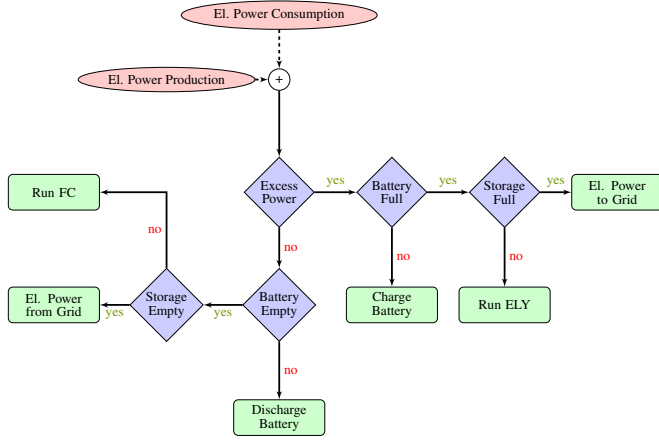 El. Power Consumption
El. Power Production
+
Excess
Power
yes
Battery
Full
yes
Storage
Full
yes
El. Power
to Grid
Run FC
no
no
no
no
El. Power
from Grid
yes
Storage
Empty
yes
Battery
Empty
Charge
Battery
Run ELY
no
Discharge
Battery